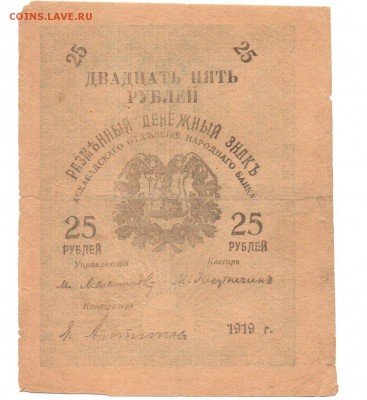 COINS.LAVE.RU
25 25
ДВАДЦАТЬ ПЯТЬ
РУБЛЕЙ
РАЗМѢННЫЙ ДЕНЕЖНЫЙ ЗНАКЪ
АСХАБАДСКАГО ОТДѢЛЕНІЯ НАРОДНАГО БАНКА
25 25
РУБЛЕЙ РУБЛЕЙ
Управляющій Кассиръ
Контролеръ
1919 г.